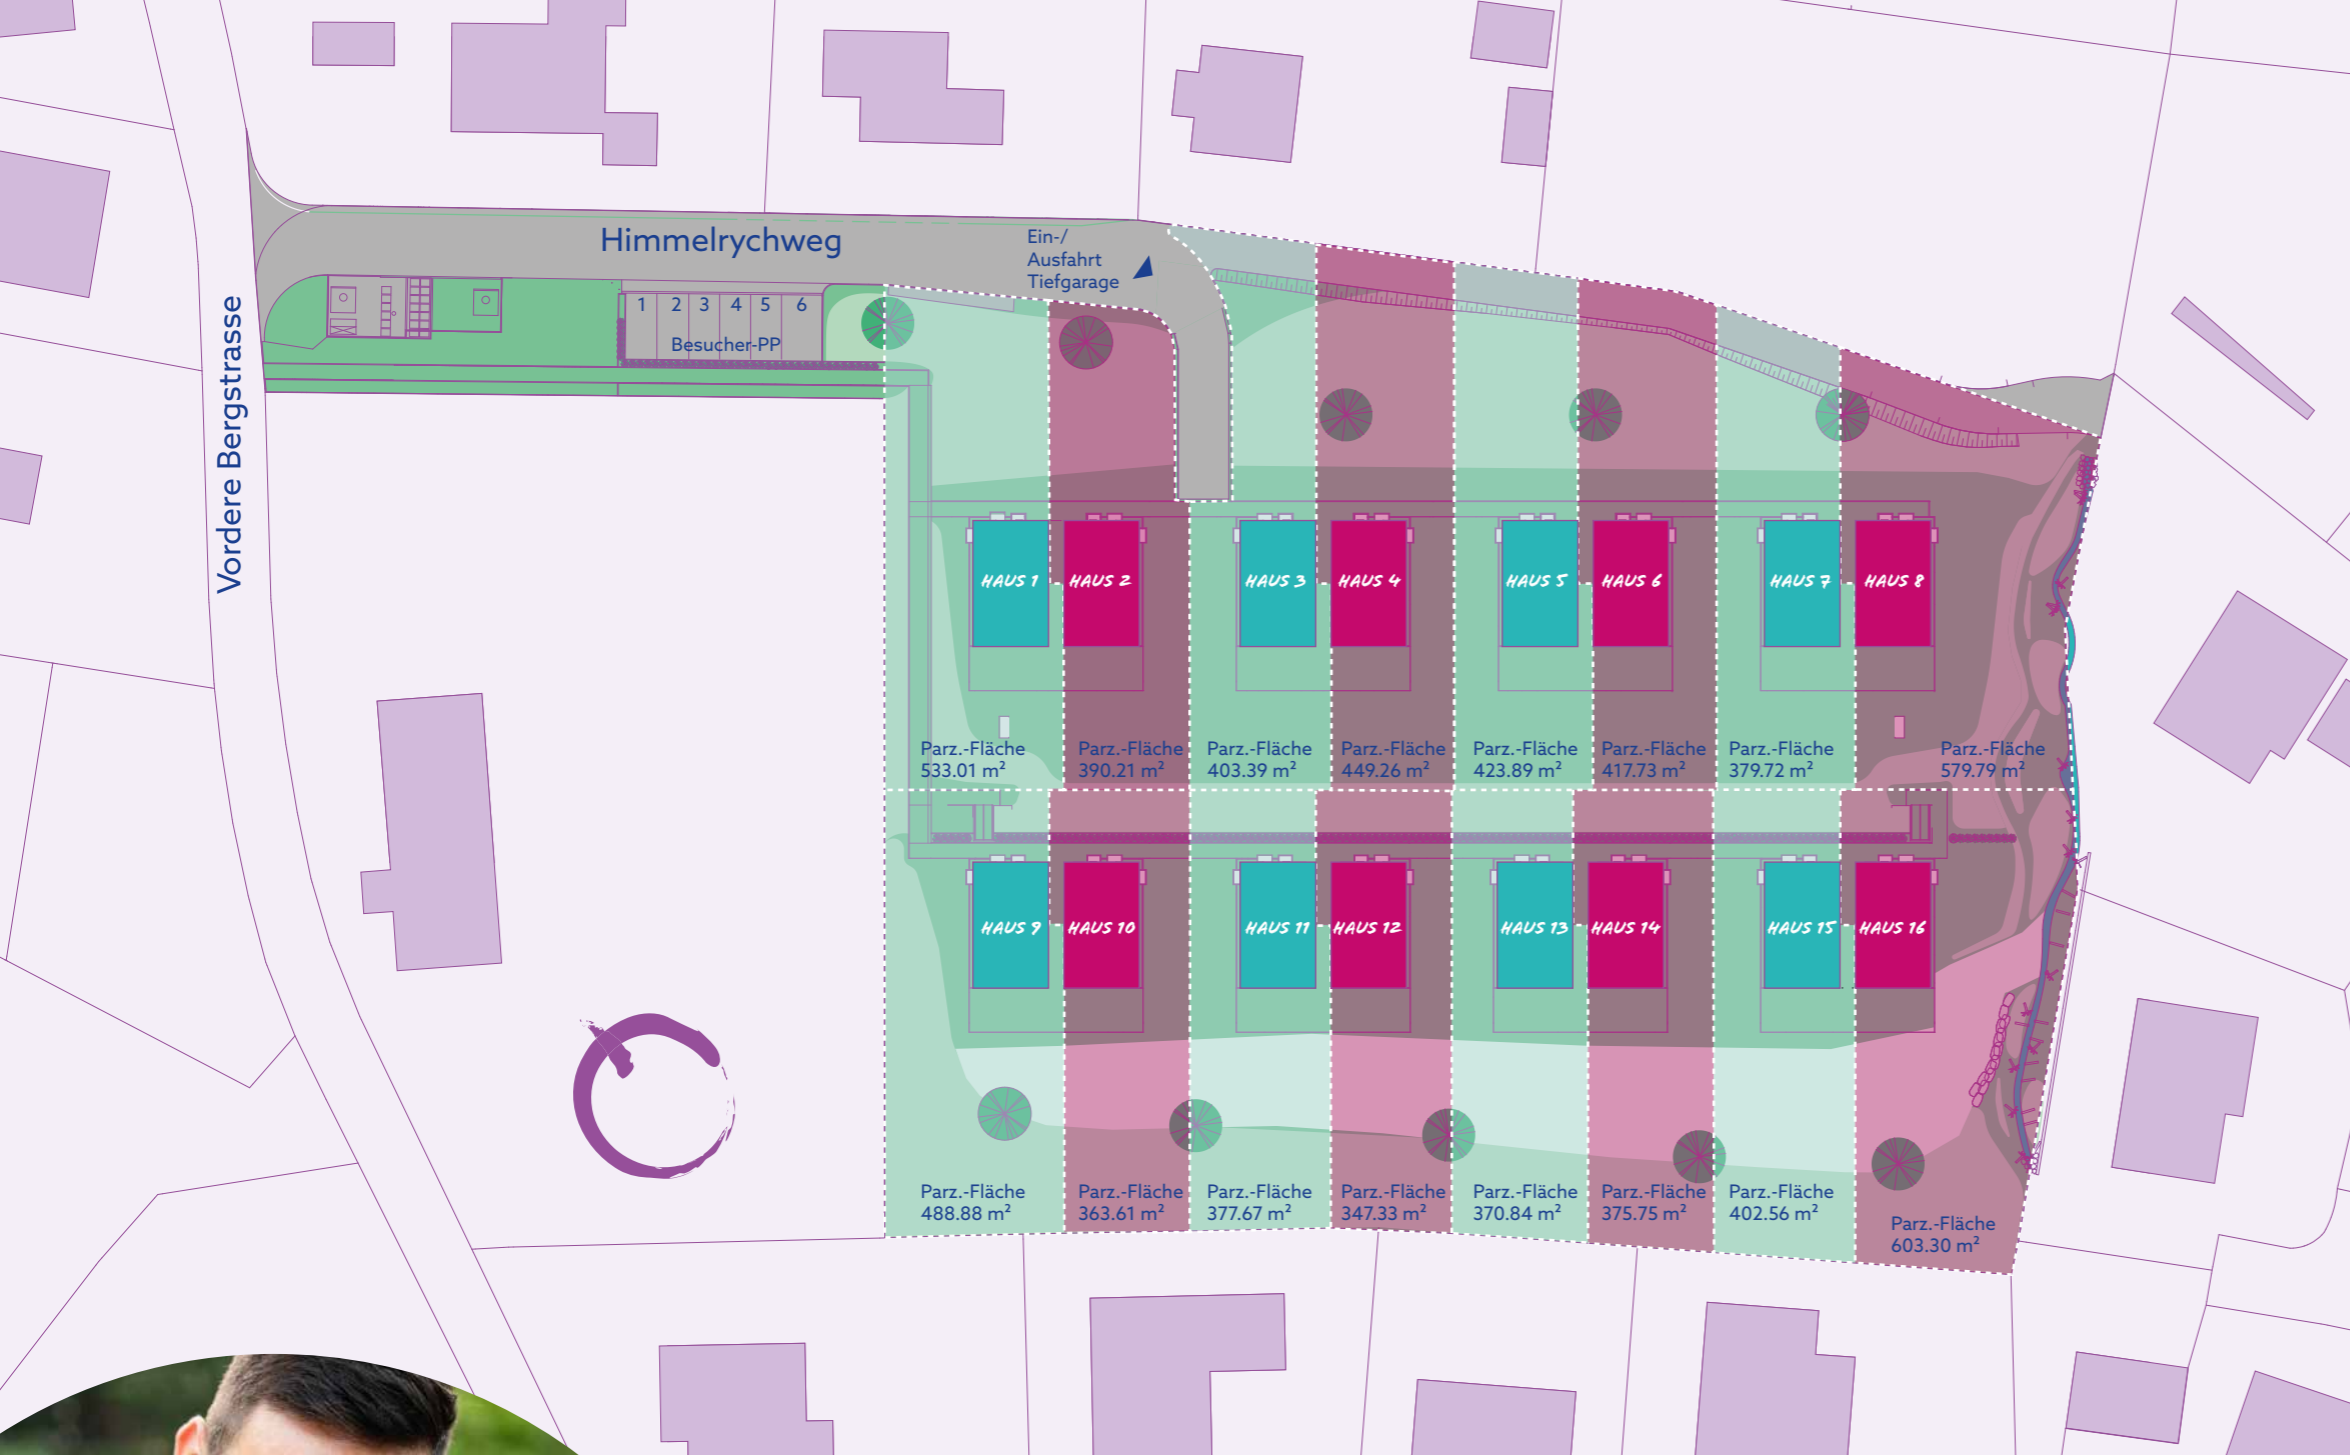 Himmelrychweg
Ein-/
Ausfahrt
Tiefgarage
1 2 3 4 5 6
Besucher-PP
Vordere Bergstrasse
HAUS 1 HAUS 2 HAUS 3 HAUS 4 HAUS 5 HAUS 6 HAUS 7 HAUS 8
Parz.-Fläche Parz.-Fläche Parz.-Fläche Parz.-Fläche Parz.-Fläche Parz.-Fläche Parz.-Fläche Parz.-Fläche
533.01 m² 390.21 m² 403.39 m² 449.26 m² 423.89 m² 417.73 m² 379.72 m² 579.79 m²
HAUS 9 HAUS 10 HAUS 11 HAUS 12 HAUS 13 HAUS 14 HAUS 15 HAUS 16
Parz.-Fläche Parz.-Fläche Parz.-Fläche Parz.-Fläche Parz.-Fläche Parz.-Fläche Parz.-Fläche
488.88 m² 363.61 m² 377.67 m² 347.33 m² 370.84 m² 375.75 m² 402.56 m²
Parz.-Fläche
603.30 m²